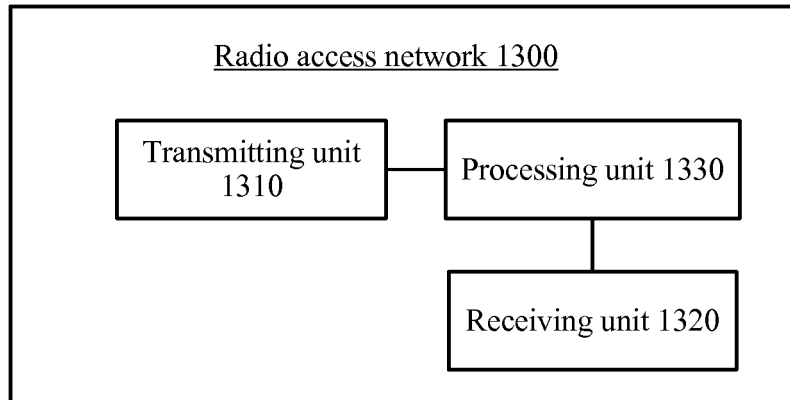 Radio access network 1300
Transmitting unit
1310
Processing unit 1330
Receiving unit 1320